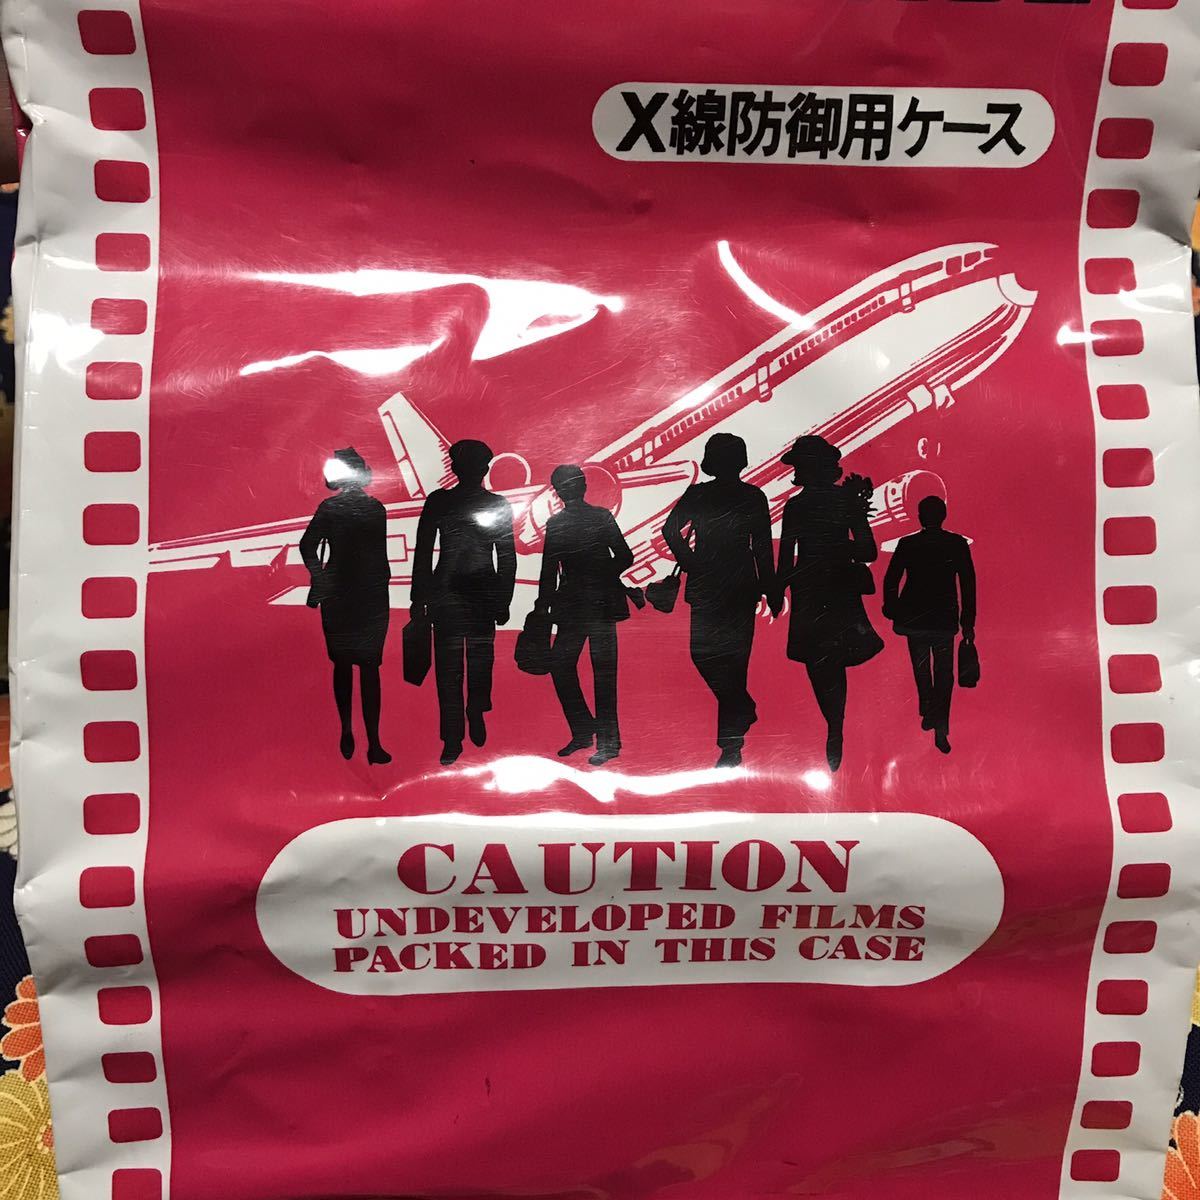 X線防御用ケース
CAUTION
UNDEVELOPED FILMS
PACKED IN THIS CASE